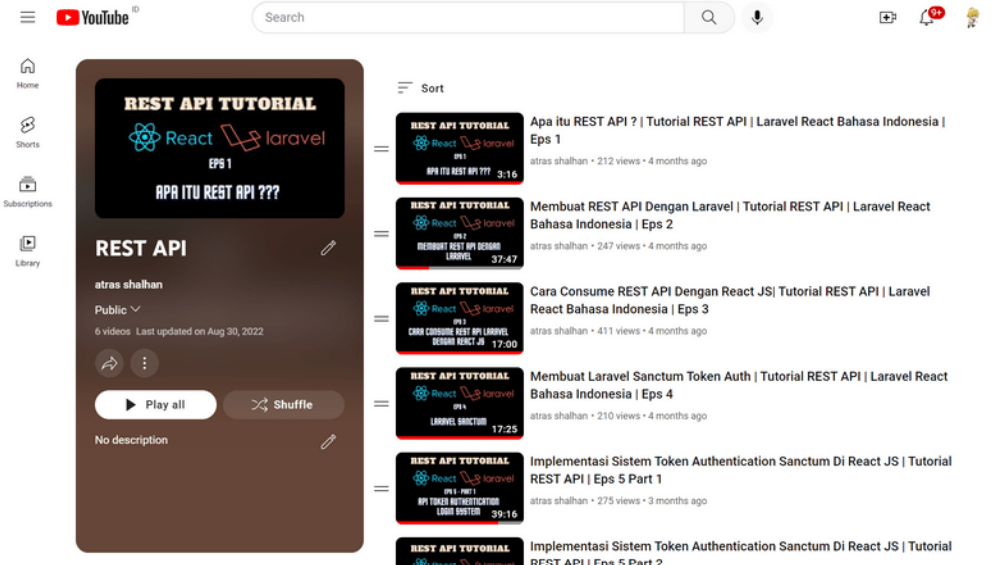 YouTube ID
Search
9+
Home
Shorts
Subscriptions
Library
REST API TUTORIAL
React laravel
EPS 1
APA ITU REST API ???
REST API
atras shalhan
Public
6 videos Last updated on Aug 30, 2022
Play all
Shuffle
No description
Sort
REST API TUTORIAL
React laravel
EPS 1
APA ITU REST API ???
3:16
Apa itu REST API ? | Tutorial REST API | Laravel React Bahasa Indonesia |
Eps 1
atras shalhan • 212 views • 4 months ago
REST API TUTORIAL
React laravel
EPS 2
MEMBUAT REST API DENGAN
LARAVEL
37:47
Membuat REST API Dengan Laravel | Tutorial REST API | Laravel React
Bahasa Indonesia | Eps 2
atras shalhan • 247 views • 4 months ago
REST API TUTORIAL
React laravel
EPS 3
CARA CONSUME REST API LARAVEL
DENGAN REACT JS
17:00
Cara Consume REST API Dengan React JS| Tutorial REST API | Laravel
React Bahasa Indonesia | Eps 3
atras shalhan • 411 views • 4 months ago
REST API TUTORIAL
React laravel
EPS 4
LARAVEL SANCTUM
17:25
Membuat Laravel Sanctum Token Auth | Tutorial REST API | Laravel React
Bahasa Indonesia | Eps 4
atras shalhan • 210 views • 4 months ago
REST API TUTORIAL
React laravel
EPS 5 - PART 1
API TOKEN AUTHENTICATION
LOGIN SYSTEM
39:16
Implementasi Sistem Token Authentication Sanctum Di React JS | Tutorial
REST API | Eps 5 Part 1
atras shalhan • 275 views • 3 months ago
REST API TUTORIAL
Implementasi Sistem Token Authentication Sanctum Di React JS | Tutorial
REST API | Eps 5 Part 2